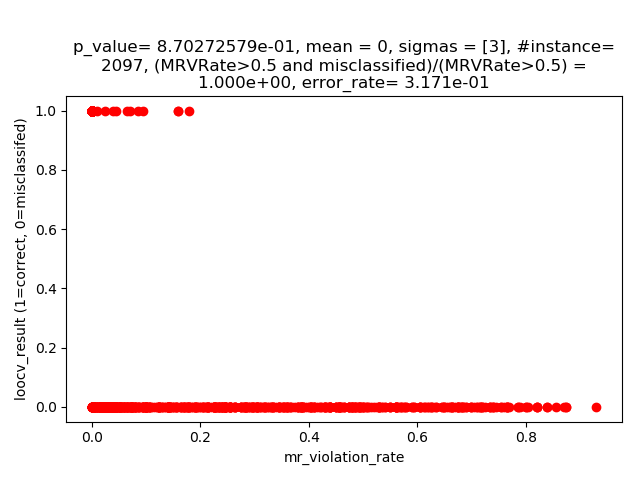 p_value= 8.70272579e-01, mean = 0, sigmas = [3], #instance=
2097, (MRVRate>0.5 and misclassified)/(MRVRate>0.5) =
1.000e+00, error_rate= 3.171e-01
1.0
0.8
0.6
0.4
0.2
0.0
loocv_result (1=correct, 0=misclassifed)
0.0 0.2 0.4 0.6 0.8
mr_violation_rate